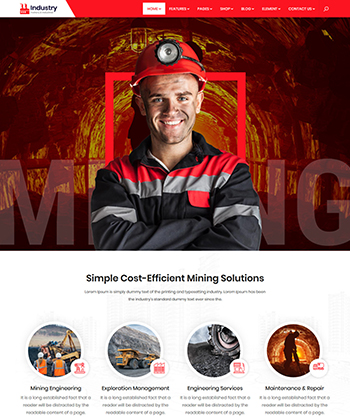 Industry
HOME FEATURES PAGES SHOP BLOG ELEMENT CONTACT US
Simple Cost-Efficient Mining Solutions
Lorem Ipsum is simply dummy text of the printing and typesetting industry. Lorem Ipsum has been
the industry's standard dummy text ever since the.
Mining Engineering
It is a long established fact that a
reader will be distracted by the
readable content of a page.
Exploration Management
It is a long established fact that a
reader will be distracted by the
readable content of a page.
Engineering Services
It is a long established fact that a
reader will be distracted by the
readable content of a page.
Maintenance & Repair
It is a long established fact that a
reader will be distracted by the
readable content of a page.